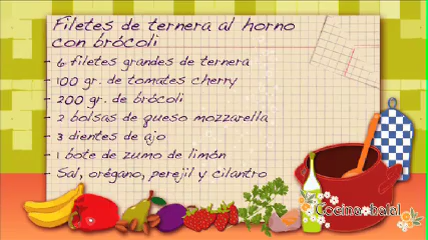 Filetes de ternera al horno
con brócoli
- 6 filetes grandes de ternera
- 100 gr. de tomates cherry
- 200 gr. de brócoli
- 2 bolsas de queso mozzarella
- 3 dientes de ajo
- 1 bote de zumo de limón
- Sal, orégano, perejil y cilantro
Cocina halal